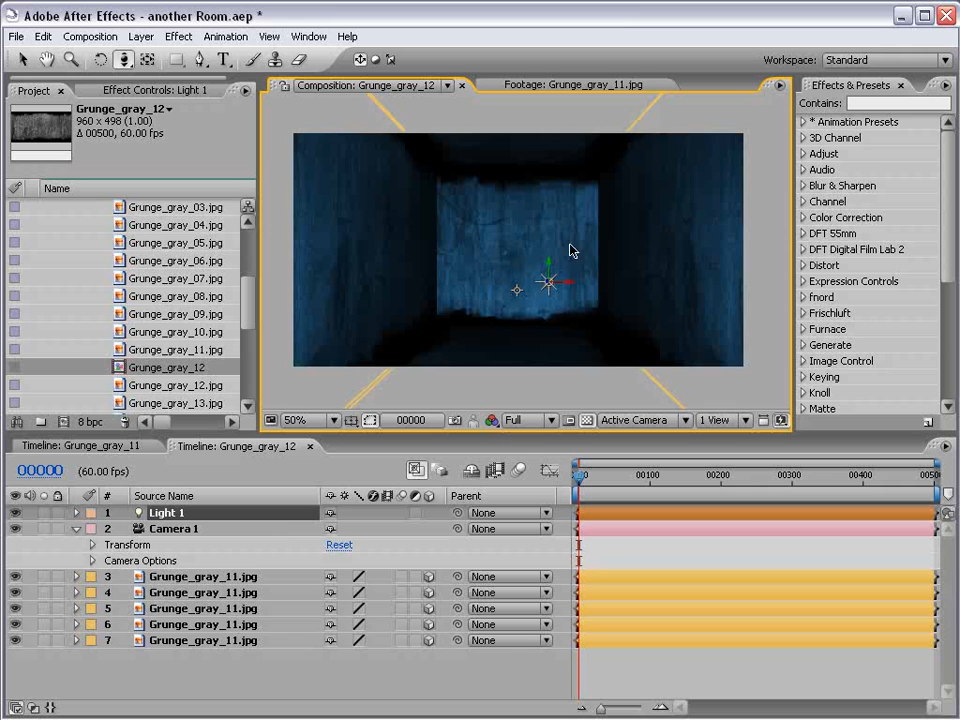 Adobe After Effects - another Room.aep *
File Edit Composition Layer Effect Animation View Window Help
Workspace: Standard
Project Effect Controls: Light 1
Grunge_gray_12
960 x 498 (1.00)
Δ 00500, 60.00 fps
Name
Grunge_gray_03.jpg
Grunge_gray_04.jpg
Grunge_gray_05.jpg
Grunge_gray_06.jpg
Grunge_gray_07.jpg
Grunge_gray_08.jpg
Grunge_gray_09.jpg
Grunge_gray_10.jpg
Grunge_gray_11.jpg
Grunge_gray_12
Grunge_gray_12.jpg
Grunge_gray_13.jpg
8 bpc
Composition: Grunge_gray_12
Footage: Grunge_gray_11.jpg
50% 00000 Full Active Camera 1 View
Effects & Presets
Contains:
* Animation Presets
3D Channel
Adjust
Audio
Blur & Sharpen
Channel
Color Correction
DFT 55mm
DFT Digital Film Lab 2
Distort
Expression Controls
fnord
Frischluft
Furnace
Generate
Image Control
Keying
Knoll
Matte
Timeline: Grunge_gray_11 Timeline: Grunge_gray_12
00000 (60.00 fps)
0 00100 00200 00300 00400 0050
# Source Name Parent
1 Light 1 None
2 Camera 1 None
Transform Reset
Camera Options
3 Grunge_gray_11.jpg None
4 Grunge_gray_11.jpg None
5 Grunge_gray_11.jpg None
6 Grunge_gray_11.jpg None
7 Grunge_gray_11.jpg None